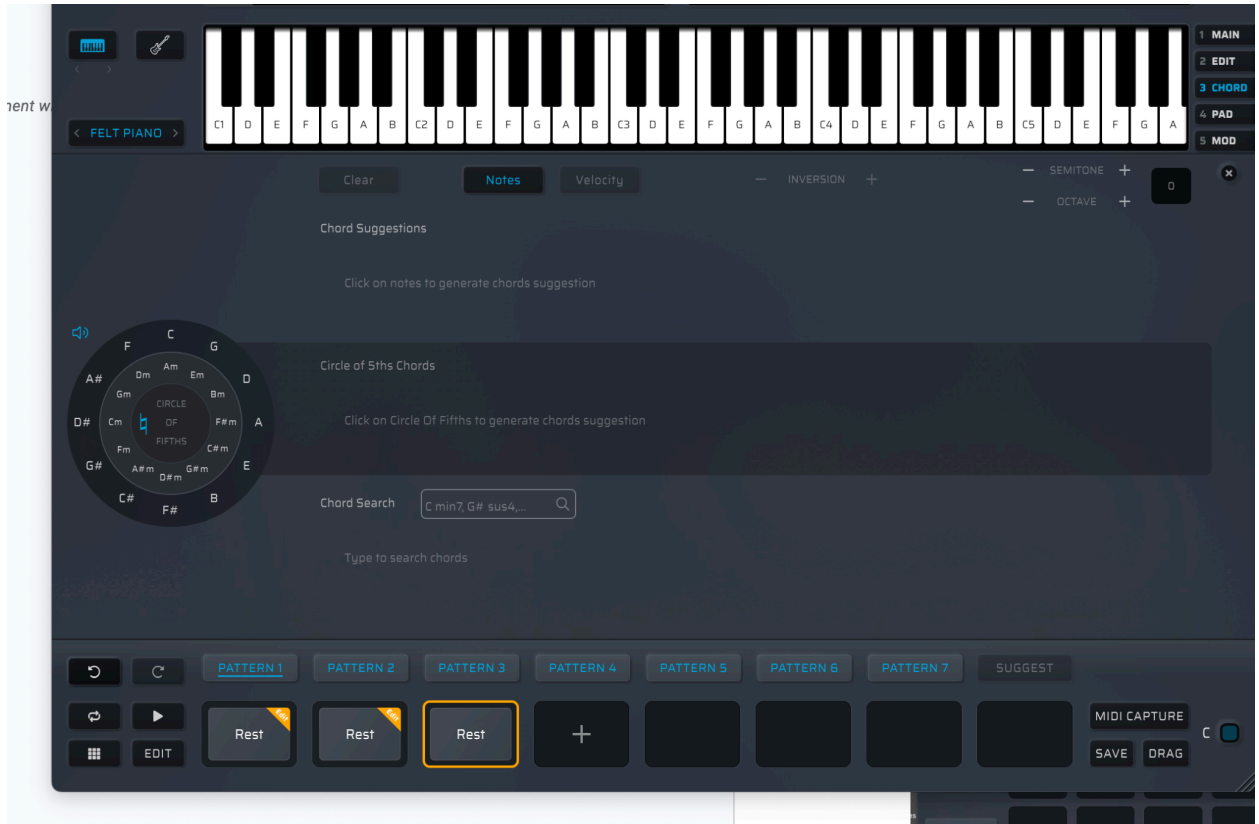 1 MAIN
2 EDIT
3 CHORD
4 PAD
5 MOD
nent w
< FELT PIANO >
C1 D E F G A B C2 D E F G A B C3 D E F G A B C4 D E F G A B C5 D E F G A
Clear Notes Velocity − INVERSION + − SEMITONE + 0
− OCTAVE +
Chord Suggestions
Click on notes to generate chords suggestion
C
F G
A# D
D# A
G# E
C# B
F#
Am
Dm Em
Gm Bm
Cm F#m
Fm C#m
A#m G#m
D#m
CIRCLE
♮ OF
FIFTHS
Circle of 5ths Chords
Click on Circle Of Fifths to generate chords suggestion
Chord Search C min7, G# sus4,...
Type to search chords
PATTERN 1 PATTERN 2 PATTERN 3 PATTERN 4 PATTERN 5 PATTERN 6 PATTERN 7 SUGGEST
Rest Edit Rest Edit Rest +
EDIT
MIDI CAPTURE
SAVE DRAG
C